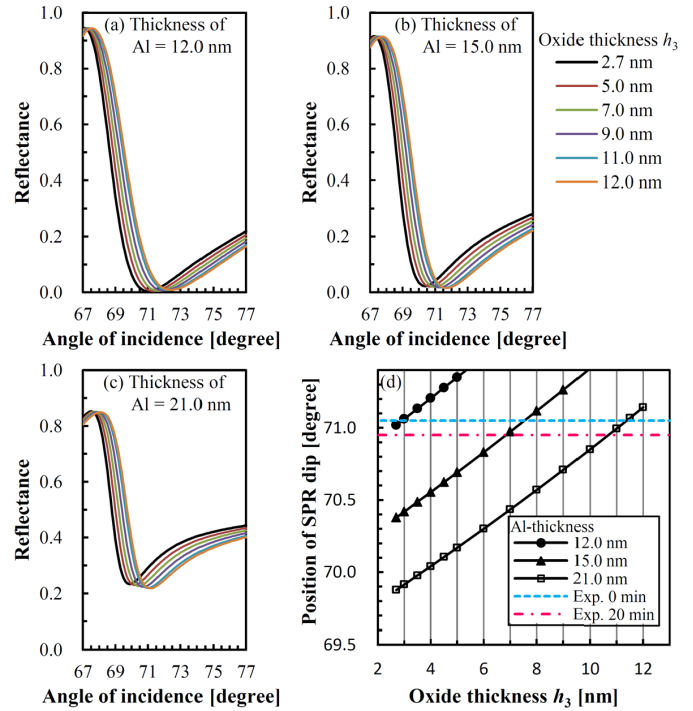 (a) Thickness of
Al = 12.0 nm
1.0
0.8
0.6
0.4
0.2
0.0
Reflectance
67 69 71 73 75 77
Angle of incidence [degree]
(b) Thickness of
Al = 15.0 nm
1.0
0.8
0.6
0.4
0.2
0.0
Reflectance
67 69 71 73 75 77
Angle of incidence [degree]
Oxide thickness h3
2.7 nm
5.0 nm
7.0 nm
9.0 nm
11.0 nm
12.0 nm
(c) Thickness of
Al = 21.0 nm
1.0
0.8
0.6
0.4
0.2
0.0
Reflectance
67 69 71 73 75 77
Angle of incidence [degree]
(d)
71.0
70.5
70.0
69.5
Position of SPR dip [degree]
Al-thickness
12.0 nm
15.0 nm
21.0 nm
Exp. 0 min
Exp. 20 min
2 4 6 8 10 12
Oxide thickness h3 [nm]